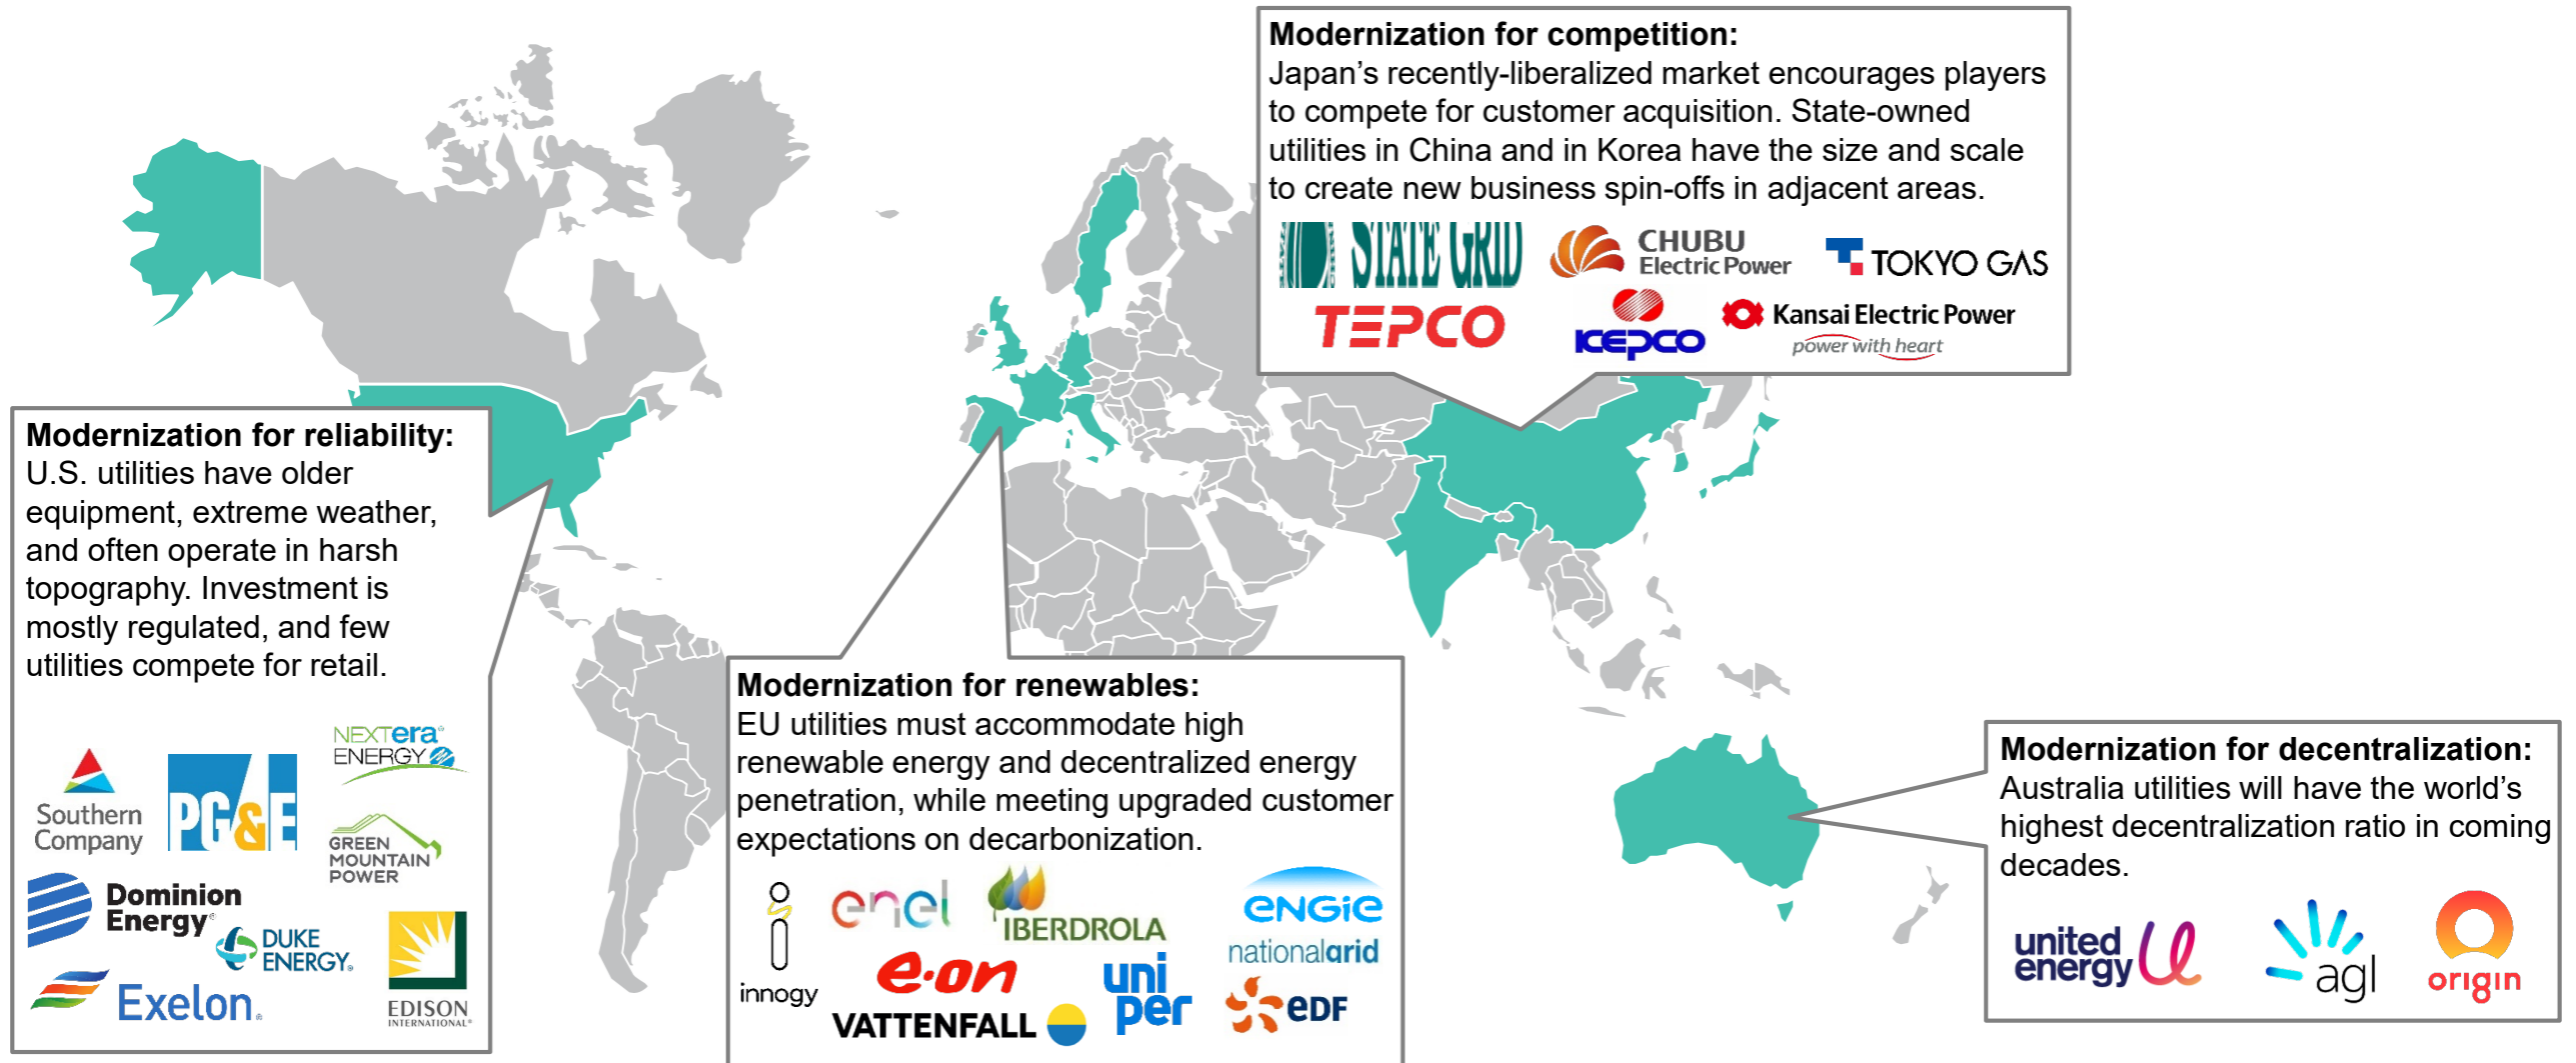 Modernization for competition:
Japan's recently-liberalized market encourages players
to compete for customer acquisition. State-owned
utilities in China and in Korea have the size and scale
to create new business spin-offs in adjacent areas.
STATE GRID
CHUBU
Electric Power
TOKYO GAS
TEPCO
KEPCO
Kansai Electric Power
power with heart
Modernization for reliability:
U.S. utilities have older
equipment, extreme weather,
and often operate in harsh
topography. Investment is
mostly regulated, and few
utilities compete for retail.
Southern
Company
PG&E
NEXTera®
ENERGY
GREEN
MOUNTAIN
POWER
Dominion
Energy®
DUKE
ENERGY®
Exelon®
EDISON
INTERNATIONAL®
Modernization for renewables:
EU utilities must accommodate high
renewable energy and decentralized energy
penetration, while meeting upgraded customer
expectations on decarbonization.
innogy
enel
IBERDROLA
ENGIE
nationalgrid
e·on
uni
per
VATTENFALL
eDF
Modernization for decentralization:
Australia utilities will have the world's
highest decentralization ratio in coming
decades.
united
energy
agl
origin